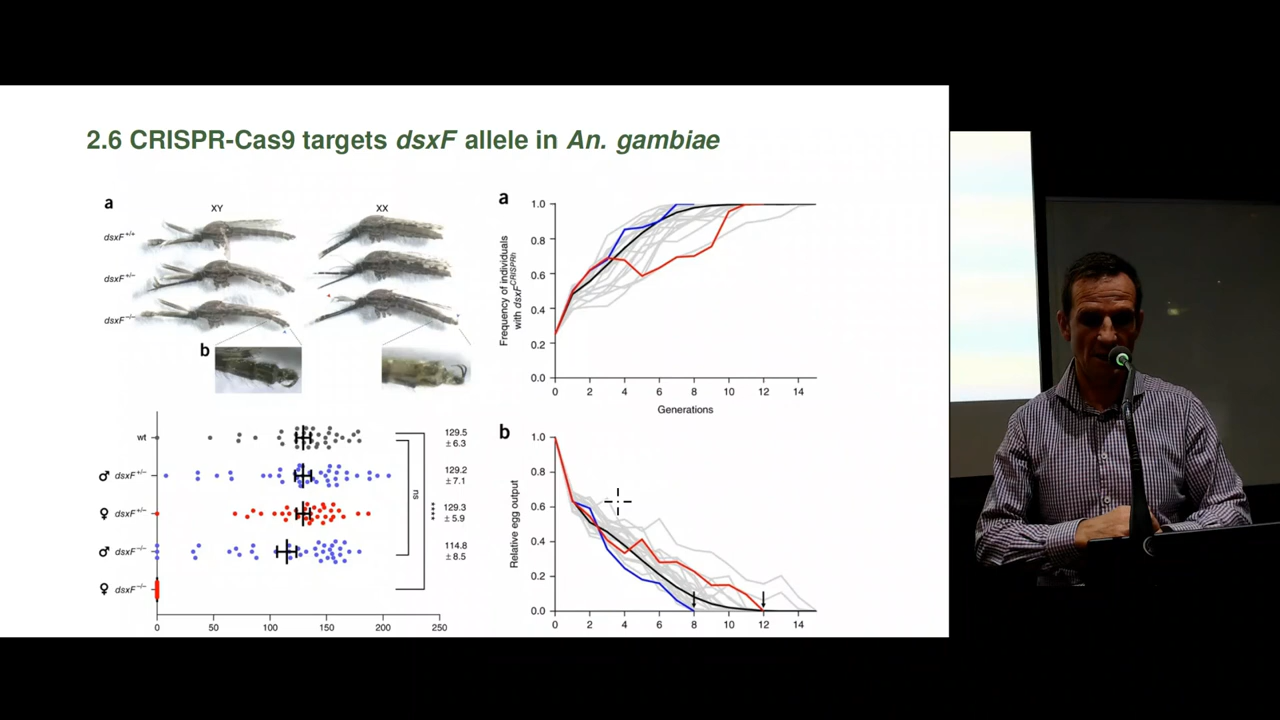 2.6 CRISPR-Cas9 targets dsxF allele in An. gambiae
a
XY
XX
dsxF+/+
dsxF+/−
dsxF−/−
b
wt
129.5
±6.3
♂ dsxF+/−
129.2
±7.1
♀ dsxF+/−
129.3
±5.9
♂ dsxF−/−
114.8
±8.5
♀ dsxF−/−
ns
****
0 50 100 150 200 250
a
Frequency of individuals
with dsxFCRISPRh
1.0
0.8
0.6
0.4
0.2
0.0
0 2 4 6 8 10 12 14
Generations
b
Relative egg output
1.0
0.8
0.6
0.4
0.2
0.0
0 2 4 6 8 10 12 14